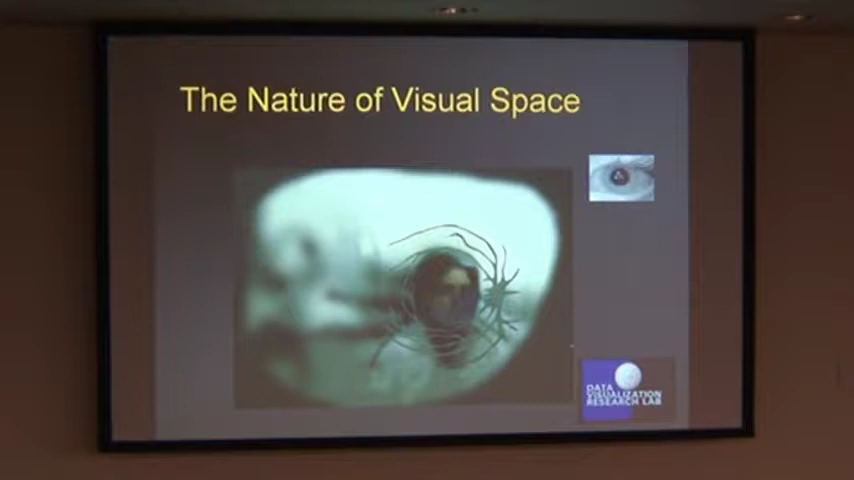 The Nature of Visual Space
DATA
VISUALIZATION
RESEARCH LAB